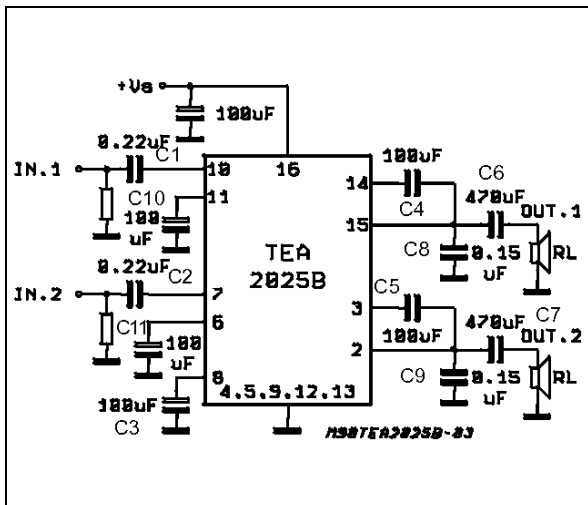 +Vs
100uF
0.22uF
C1
IN.1
10
16
100uF
C6
C10
11
14
C4
470uF
OUT.1
100
uF
15
TEA
2025B
C8
0.15
uF
RL
0.22uF
C2
IN.2
7
C5
3
C11
6
100uF
470uF
C7
OUT.2
100
uF
2
C9
0.15
uF
RL
8
4.5.9.12.13
100uF
C3
M90TEA2025B-03